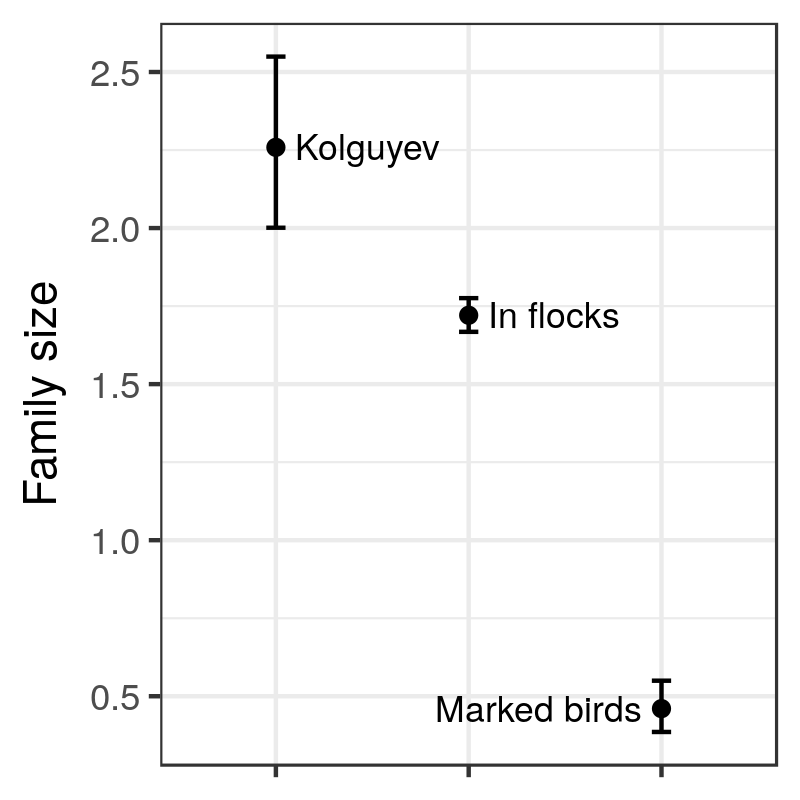 2.5
Kolguyev
2.0
In flocks
1.5
Family size
1.0
0.5
Marked birds